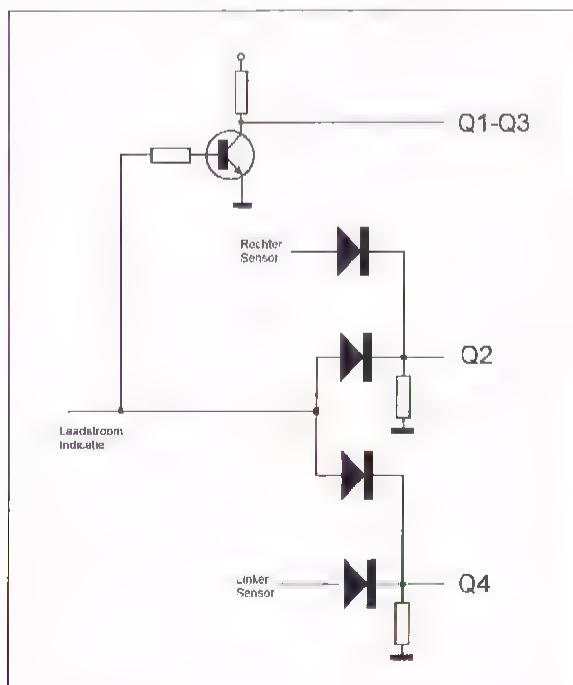 Q1-Q3
Rechter
Sensor
Q2
Laadstroom
Indicatie
Linker
Sensor
Q4